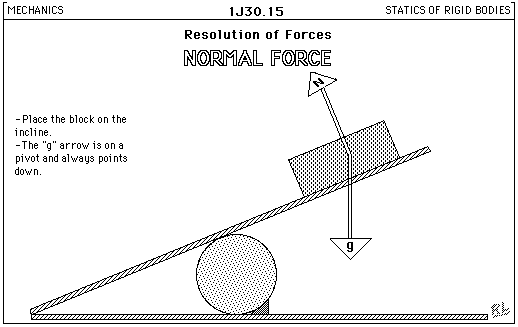 MECHANICS
1J30.15
STATICS OF RIGID BODIES
Resolution of Forces
NORMAL FORCE
N
-Place the block on the
incline.
-The "g" arrow is on a
pivot and always points
down.
g